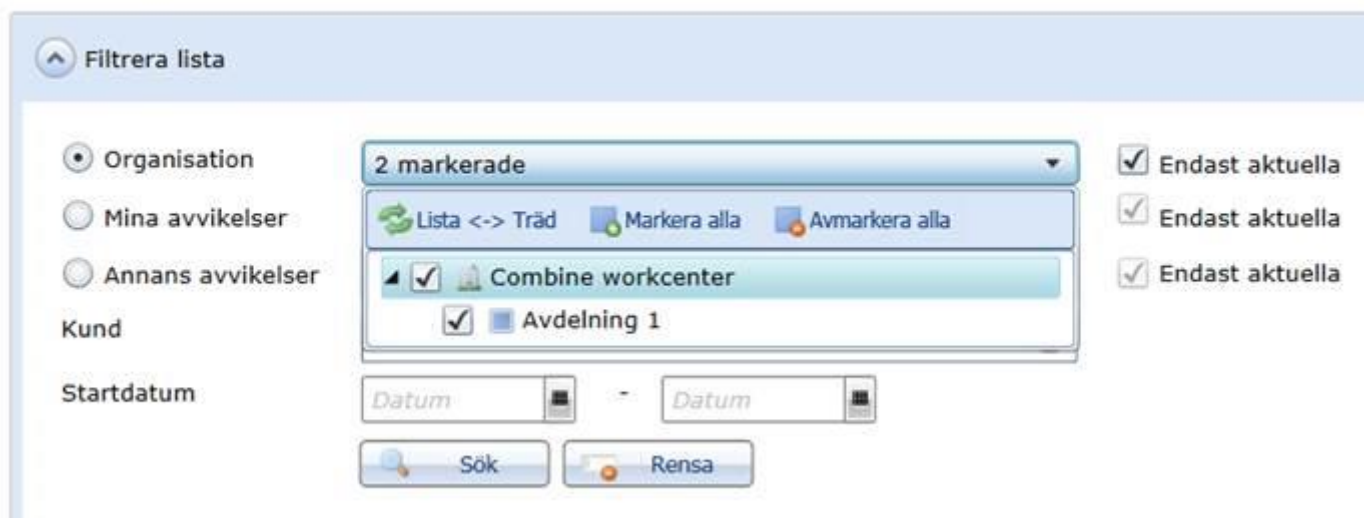 Filtrera lista
Organisation 2 markerade Endast aktuella
Mina avvikelser Lista <-> Träd Markera alla Avmarkera alla Endast aktuella
Annans avvikelser Combine workcenter Endast aktuella
Avdelning 1
Kund
Startdatum Datum - Datum
Sök Rensa